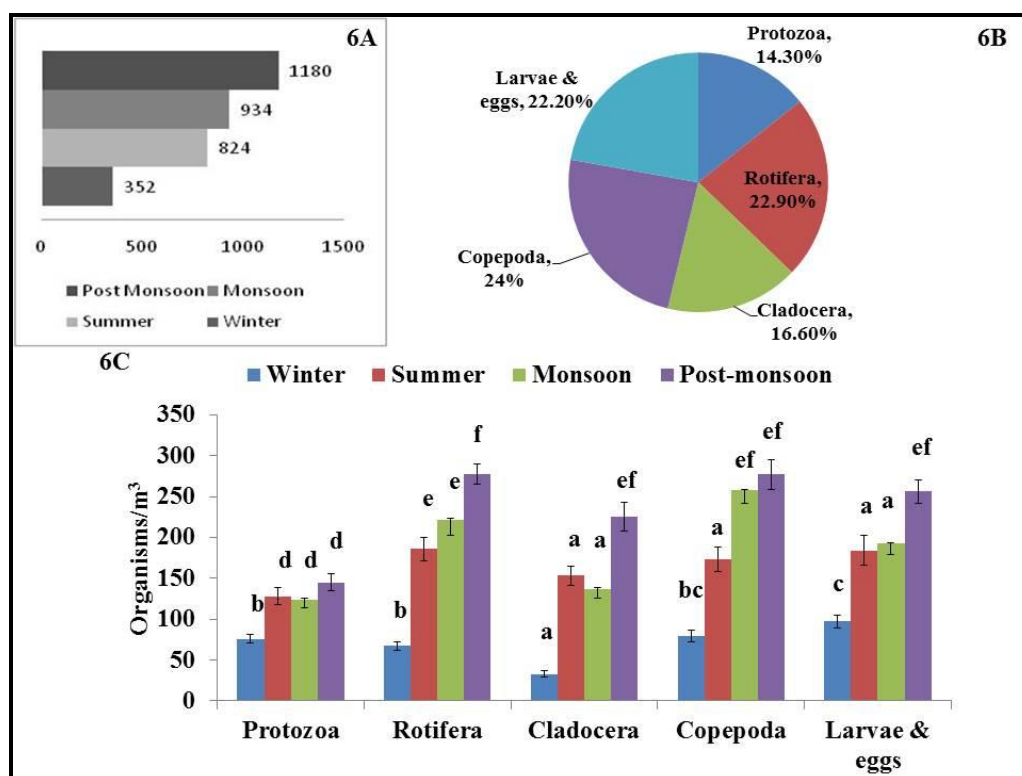 6A
1180
934
824
352
0 500 1000 1500
Post Monsoon Monsoon
Summer Winter
6B
Protozoa,
14.30%
Larvae &
eggs, 22.20%
Rotifera,
22.90%
Copepoda,
24%
Cladocera,
16.60%
6C
Winter Summer Monsoon Post-monsoon
Organisms/m³
350
300
250
200
150
100
50
0
b d d d
b e e f
a a a ef
bc a ef ef
c a a ef
Protozoa Rotifera Cladocera Copepoda Larvae &
eggs